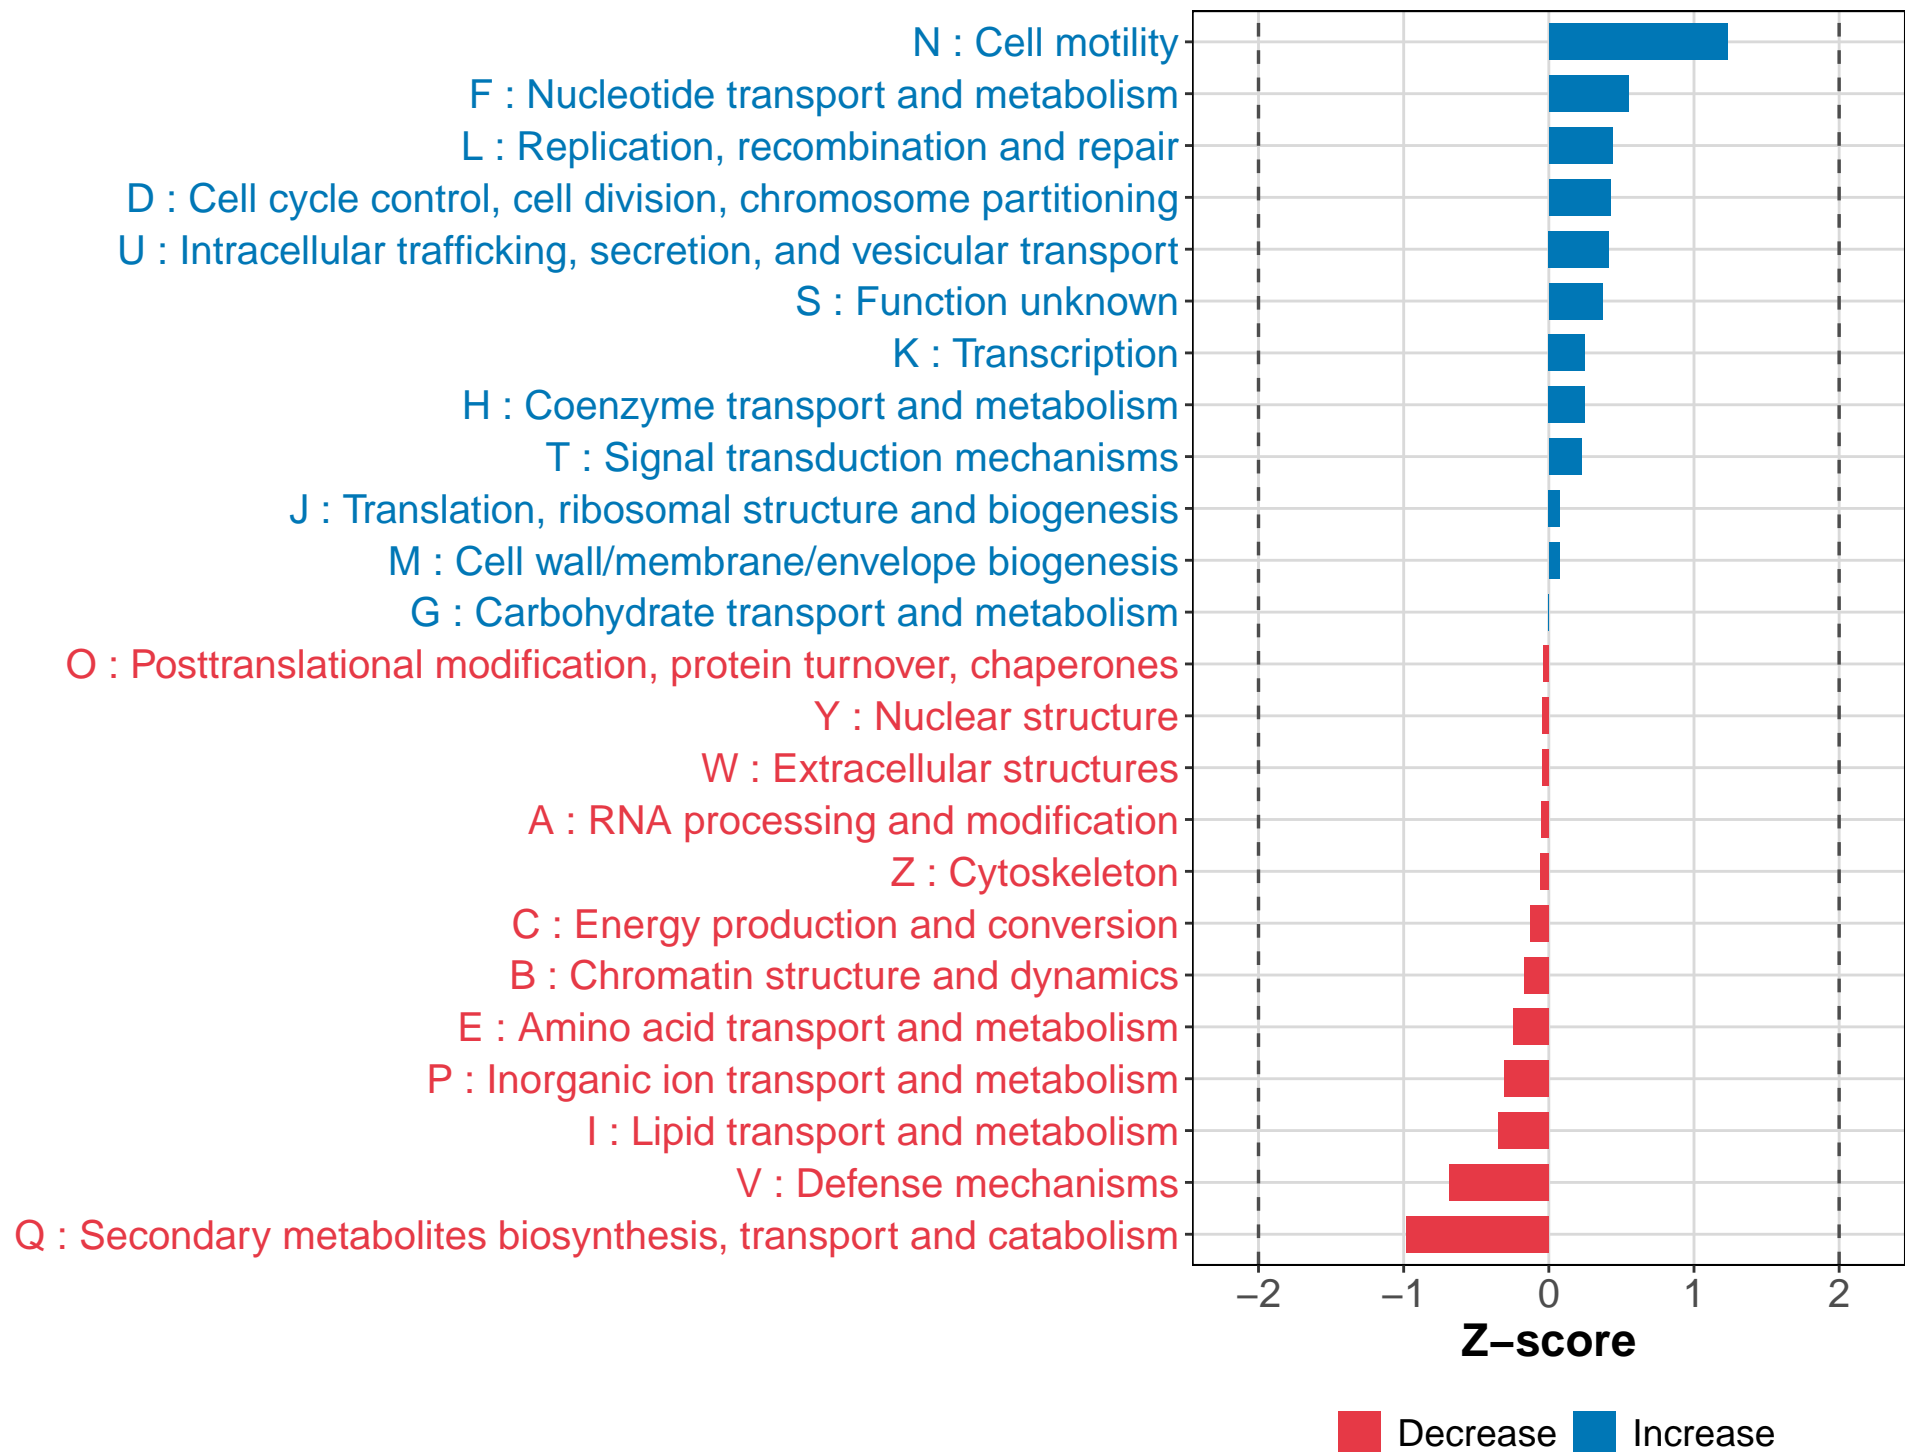 N : Cell motility
F : Nucleotide transport and metabolism
L : Replication, recombination and repair
D : Cell cycle control, cell division, chromosome partitioning
U : Intracellular trafficking, secretion, and vesicular transport
S : Function unknown
K : Transcription
H : Coenzyme transport and metabolism
T : Signal transduction mechanisms
J : Translation, ribosomal structure and biogenesis
M : Cell wall/membrane/envelope biogenesis
G : Carbohydrate transport and metabolism
O : Posttranslational modification, protein turnover, chaperones
Y : Nuclear structure
W : Extracellular structures
A : RNA processing and modification
Z : Cytoskeleton
C : Energy production and conversion
B : Chromatin structure and dynamics
E : Amino acid transport and metabolism
P : Inorganic ion transport and metabolism
I : Lipid transport and metabolism
V : Defense mechanisms
Q : Secondary metabolites biosynthesis, transport and catabolism
−2 −1 0 1 2
Z−score
Decrease Increase